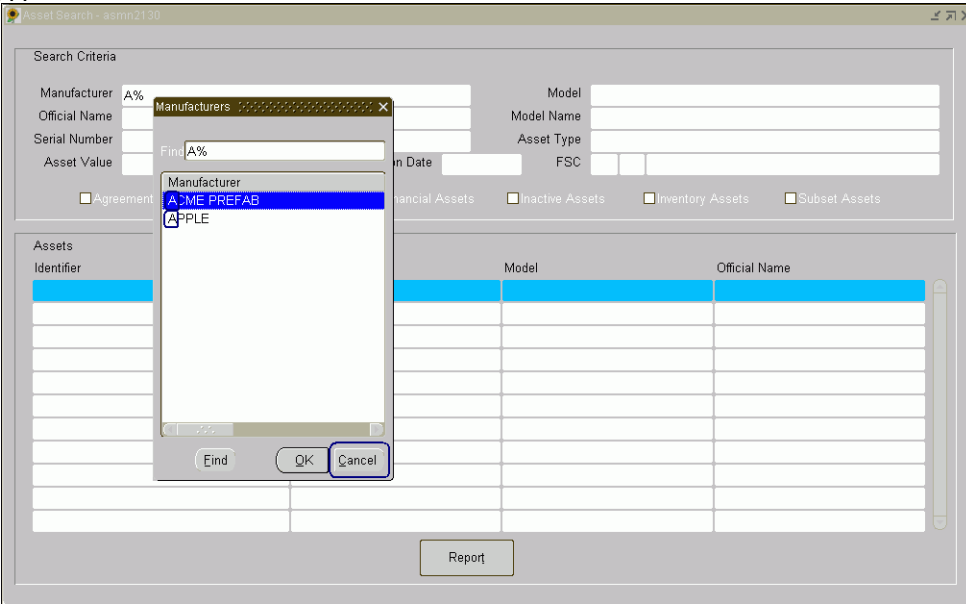 Asset Search - asmn2130
Search Criteria
Manufacturer A% Model
Official Name Model Name
Serial Number Asset Type
Asset Value on Date FSC
Agreement nancial Assets Inactive Assets Inventory Assets Subset Assets
Manufacturers
Find A%
Manufacturer
ACME PREFAB
APPLE
Find OK Cancel
Assets
Identifier Model Official Name
Report